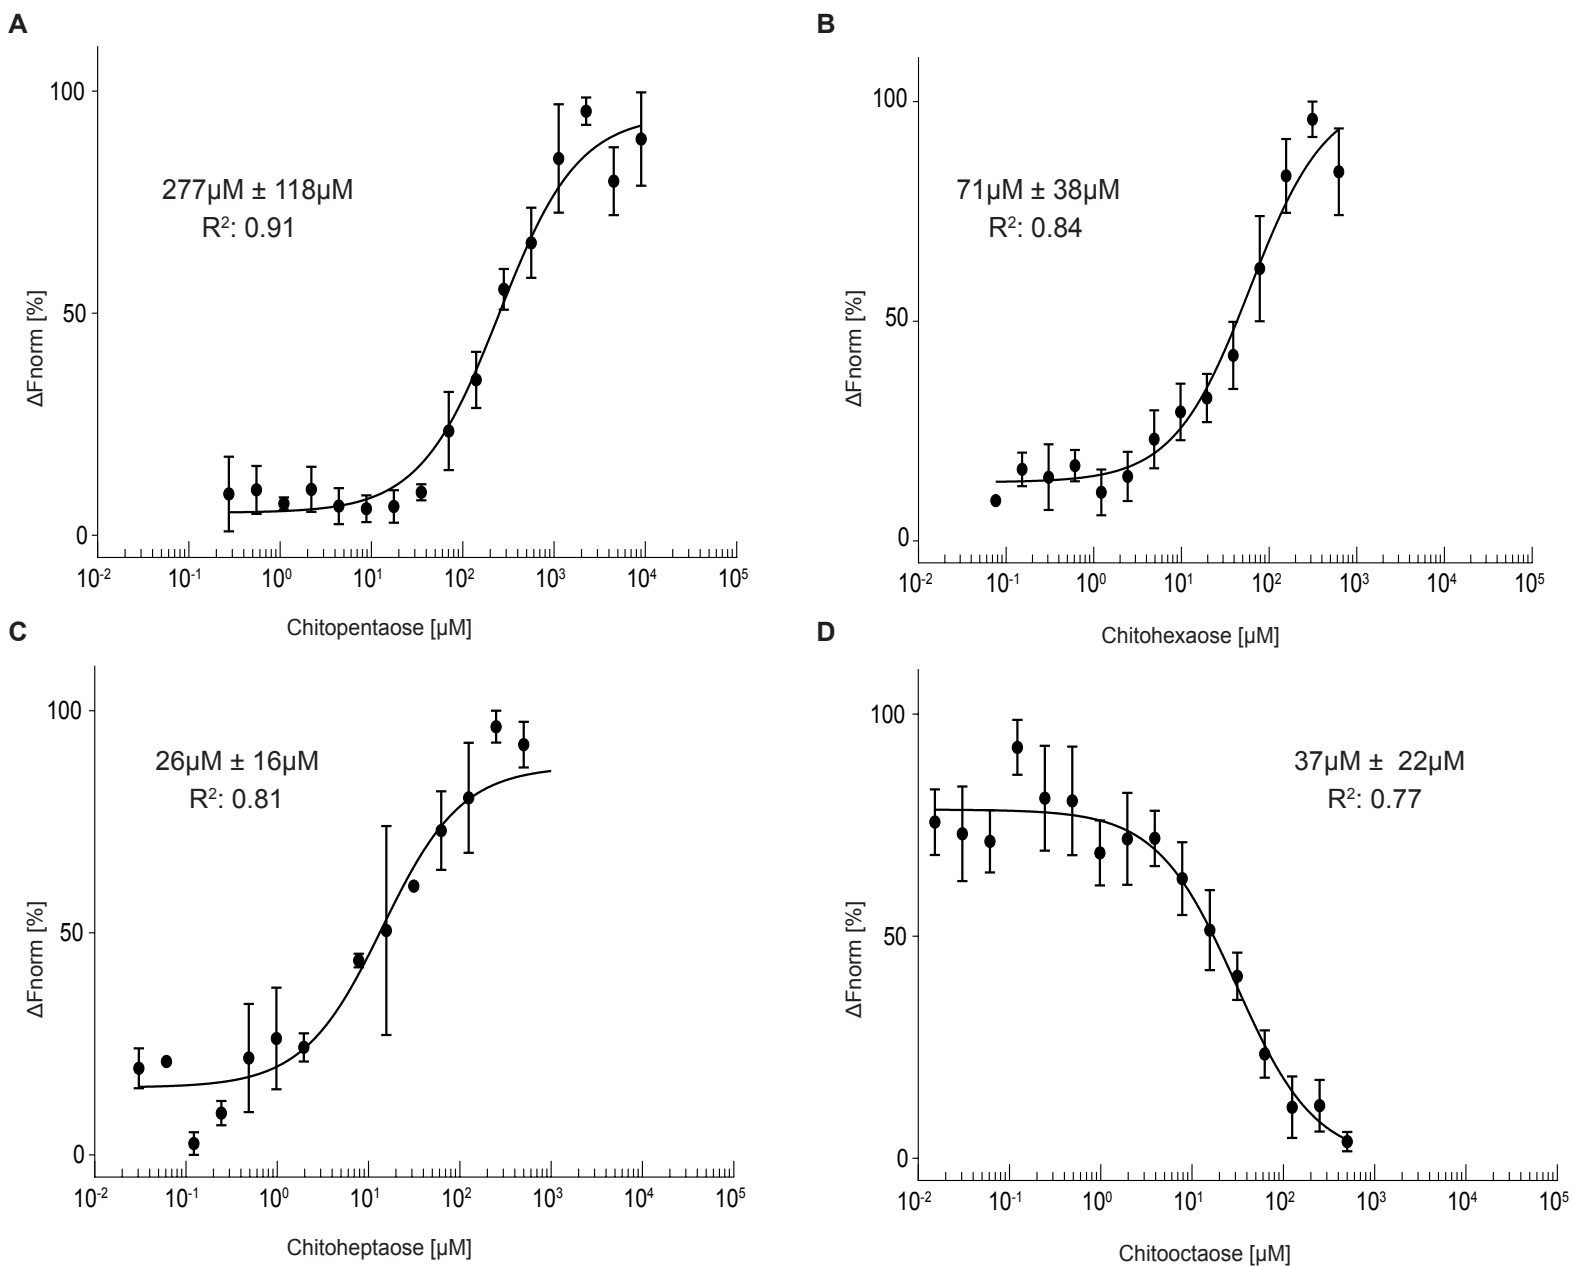 A
100
50
0
ΔFnorm [%]
277µM ± 118µM
R²: 0.91
10⁻² 10⁻¹ 10⁰ 10¹ 10² 10³ 10⁴ 10⁵
Chitopentaose [µM]
B
100
50
0
ΔFnorm [%]
71µM ± 38µM
R²: 0.84
10⁻² 10⁻¹ 10⁰ 10¹ 10² 10³ 10⁴ 10⁵
Chitohexaose [µM]
C
100
50
0
ΔFnorm [%]
26µM ± 16µM
R²: 0.81
10⁻² 10⁻¹ 10⁰ 10¹ 10² 10³ 10⁴ 10⁵
Chitoheptaose [µM]
D
100
50
0
ΔFnorm [%]
37µM ± 22µM
R²: 0.77
10⁻² 10⁻¹ 10⁰ 10¹ 10² 10³ 10⁴ 10⁵
Chitooctaose [µM]